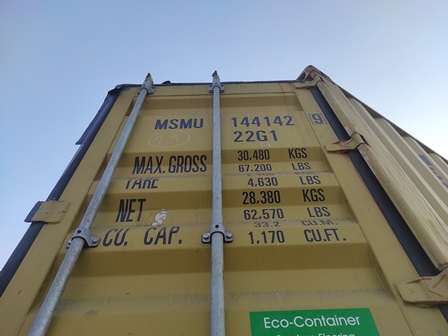 MSMU 144142 9
22G1
MAX.GROSS 30.480 KGS
67.200 LBS
TARE
4.630 LBS
NET 28.380 KGS
62.570 LBS
33.2 CU.M.
CU. CAP. 1.170 CU.FT.
Eco-Container